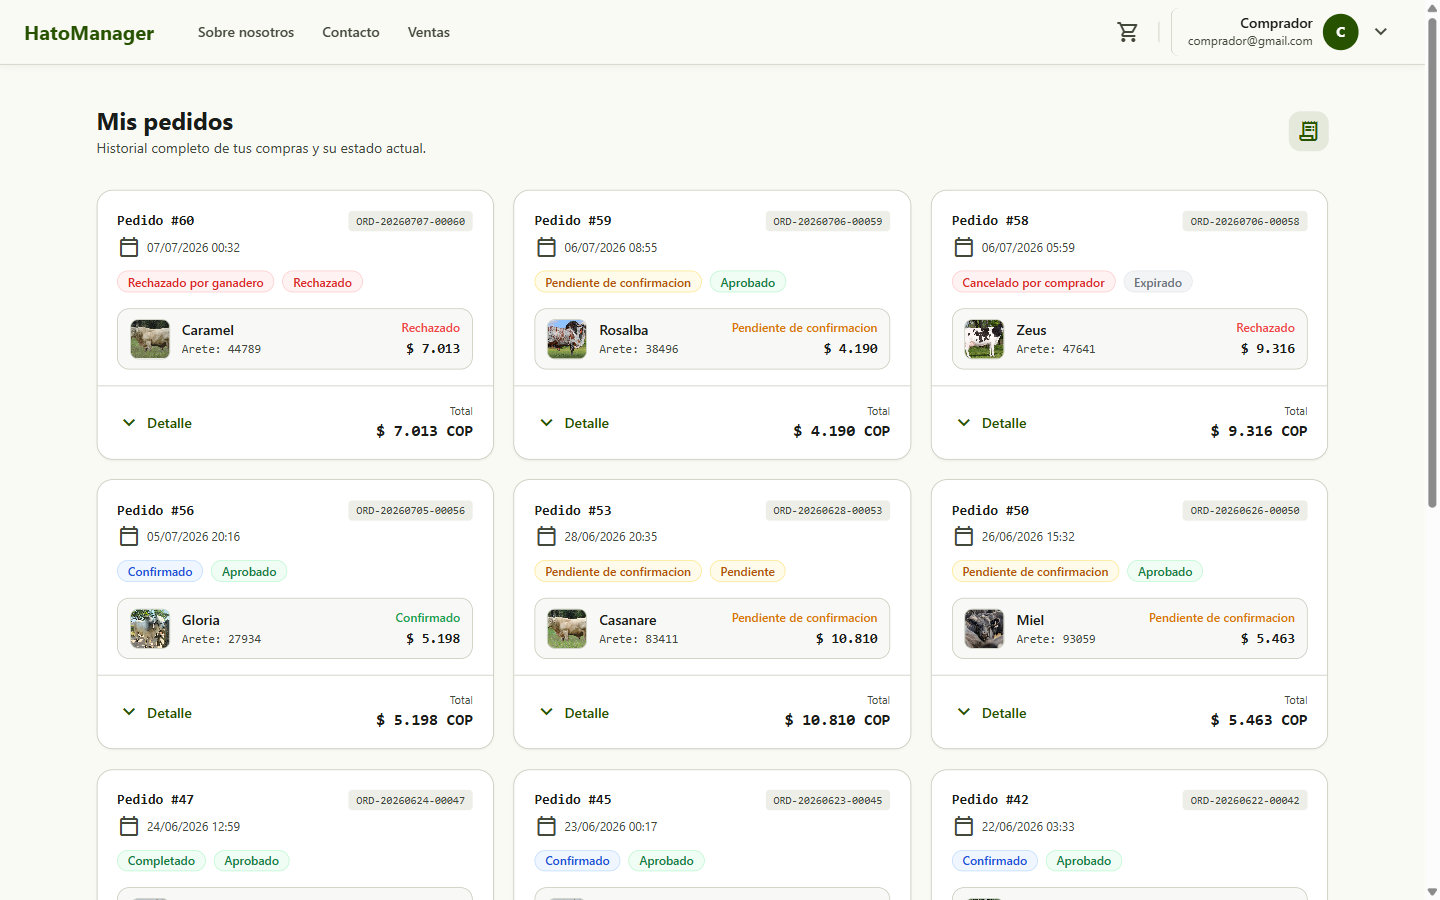 HatoManager
Sobre nosotros
Contacto
Ventas
Comprador
comprador@gmail.com
C
Mis pedidos
Historial completo de tus compras y su estado actual.
Pedido #60
ORD-20260707-00060
07/07/2026 00:32
Rechazado por ganadero
Rechazado
Caramel
Rechazado
Arete: 44789
$ 7.013
Detalle
Total
$ 7.013 COP
Pedido #59
ORD-20260706-00059
06/07/2026 08:55
Pendiente de confirmacion
Aprobado
Rosalba
Pendiente de confirmacion
Arete: 38496
$ 4.190
Detalle
Total
$ 4.190 COP
Pedido #58
ORD-20260706-00058
06/07/2026 05:59
Cancelado por comprador
Expirado
Zeus
Rechazado
Arete: 47641
$ 9.316
Detalle
Total
$ 9.316 COP
Pedido #56
ORD-20260705-00056
05/07/2026 20:16
Confirmado
Aprobado
Gloria
Confirmado
Arete: 27934
$ 5.198
Detalle
Total
$ 5.198 COP
Pedido #53
ORD-20260628-00053
28/06/2026 20:35
Pendiente de confirmacion
Pendiente
Casanare
Pendiente de confirmacion
Arete: 83411
$ 10.810
Detalle
Total
$ 10.810 COP
Pedido #50
ORD-20260626-00050
26/06/2026 15:32
Pendiente de confirmacion
Aprobado
Miel
Pendiente de confirmacion
Arete: 93059
$ 5.463
Detalle
Total
$ 5.463 COP
Pedido #47
ORD-20260624-00047
24/06/2026 12:59
Completado
Aprobado
Pedido #45
ORD-20260623-00045
23/06/2026 00:17
Confirmado
Aprobado
Pedido #42
ORD-20260622-00042
22/06/2026 03:33
Confirmado
Aprobado